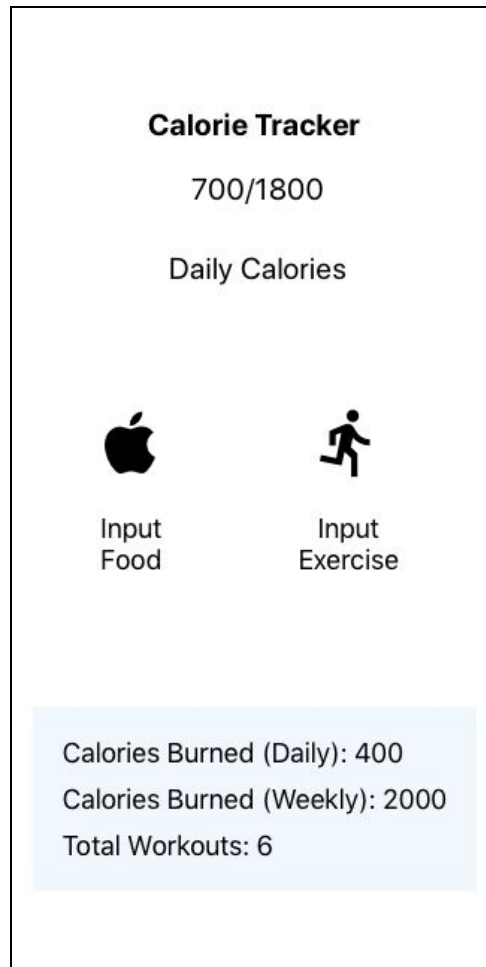 Calorie Tracker
700/1800
Daily Calories
Input
Food
Input
Exercise
Calories Burned (Daily): 400
Calories Burned (Weekly): 2000
Total Workouts: 6